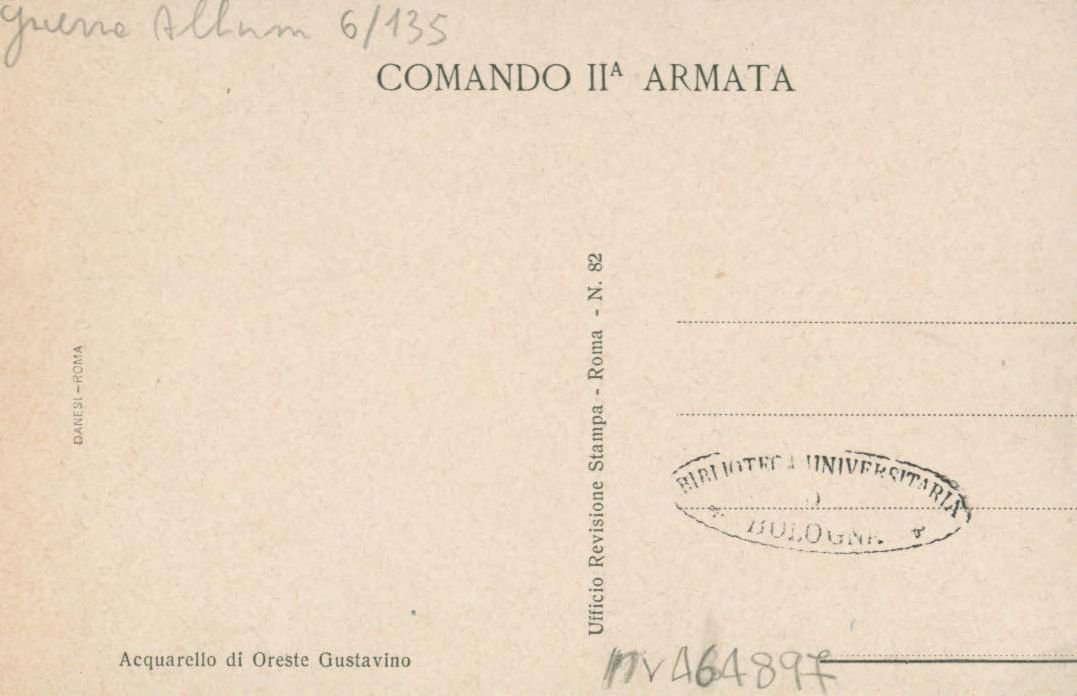 Guerra Album 6/135
COMANDO IIᴬ ARMATA
DANESI - ROMA
Ufficio Revisione Stampa - Roma - N. 82
BIBLIOTECA UNIVERSITARIA
DI
BOLOGNA
Acquarello di Oreste Gustavino
inv 464897